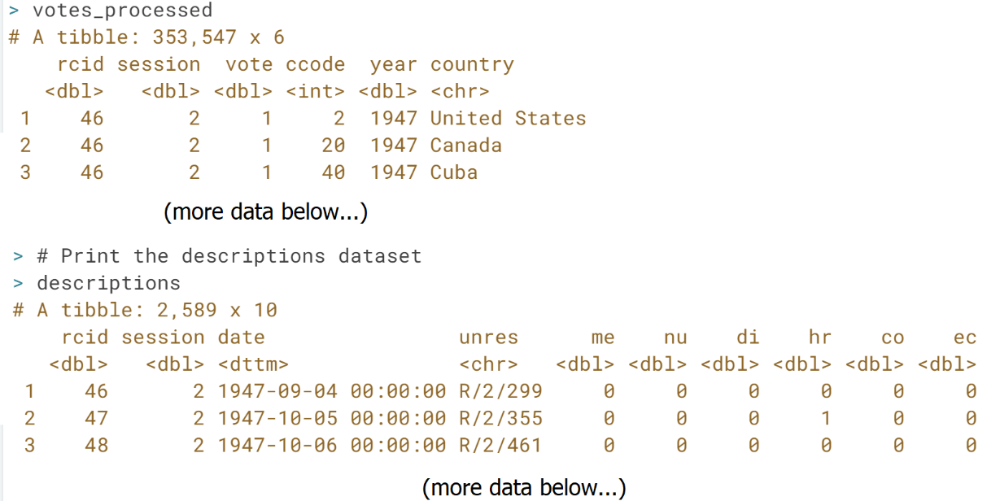 > votes_processed
# A tibble: 353,547 x 6
rcid session vote ccode year country
<dbl> <dbl> <dbl> <int> <dbl> <chr>
1 46 2 1 2 1947 United States
2 46 2 1 20 1947 Canada
3 46 2 1 40 1947 Cuba
(more data below...)
> # Print the descriptions dataset
> descriptions
# A tibble: 2,589 x 10
rcid session date unres me nu di hr co ec
<dbl> <dbl> <dttm> <chr> <dbl> <dbl> <dbl> <dbl> <dbl> <dbl>
1 46 2 1947-09-04 00:00:00 R/2/299 0 0 0 0 0 0
2 47 2 1947-10-05 00:00:00 R/2/355 0 0 0 1 0 0
3 48 2 1947-10-06 00:00:00 R/2/461 0 0 0 0 0 0
(more data below...)